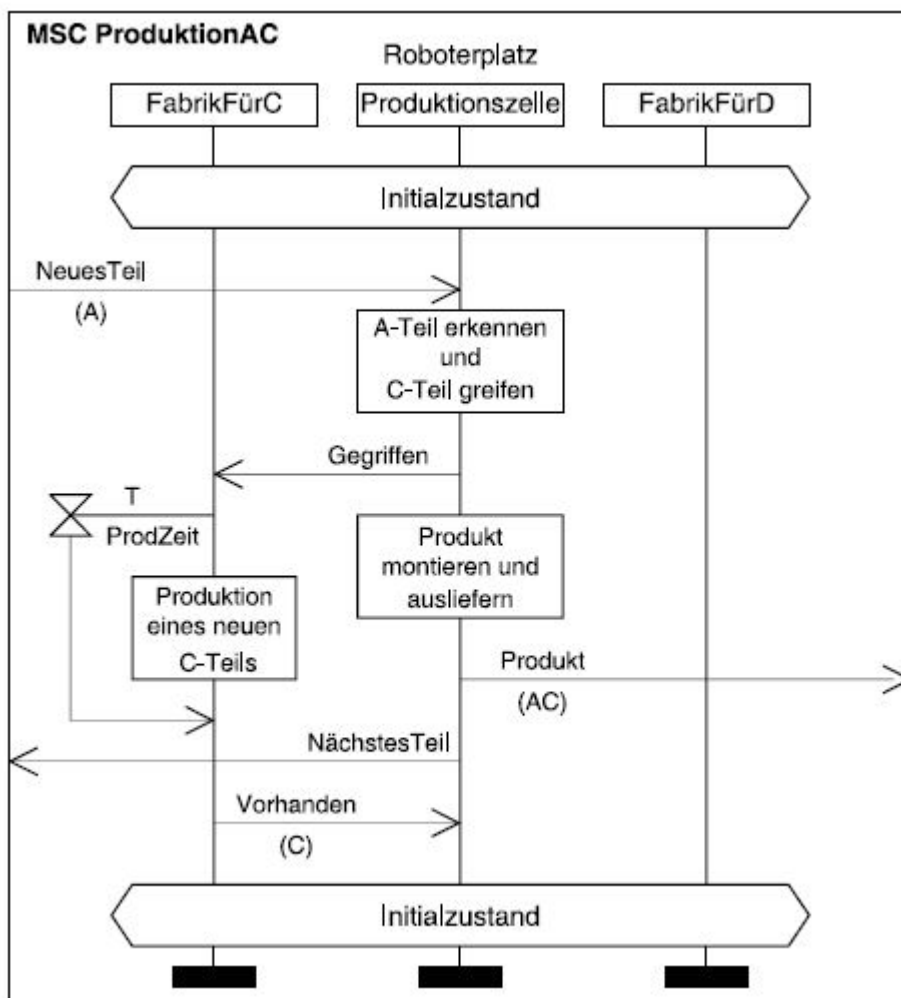 MSC ProduktionAC
Roboterplatz
FabrikFürC
Produktionszelle
FabrikFürD
Initialzustand
NeuesTeil
(A)
A-Teil erkennen
und
C-Teil greifen
Gegriffen
T
ProdZeit
Produkt
montieren und
ausliefern
Produktion
eines neuen
C-Teils
Produkt
(AC)
NächstesTeil
Vorhanden
(C)
Initialzustand